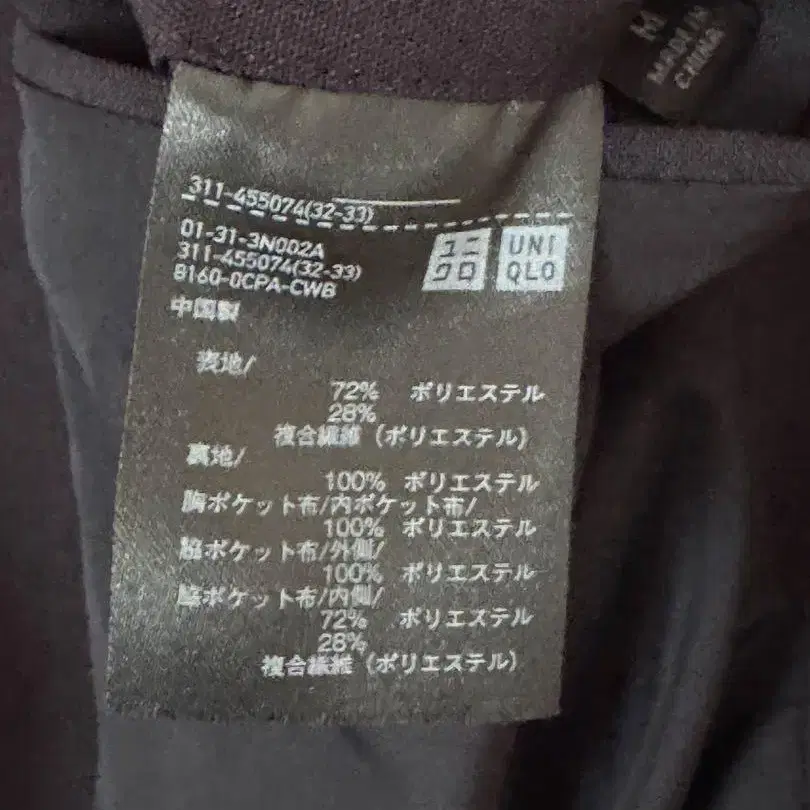 M
MADE IN
CHINA
311-455074(32-33)
01-31-3N002A
311-455074(32-33)
8160-0CPA-CWB
中国製
ユニ
クロ
UNI
QLO
表地/
72% ポリエステル
28%
複合繊維(ポリエステル)
裏地/
100% ポリエステル
胸ポケット布/内ポケット布/
100% ポリエステル
脇ポケット布/外側/
100% ポリエステル
脇ポケット布/内側/
72% ポリエステル
28%
複合繊維(ポリエステル)